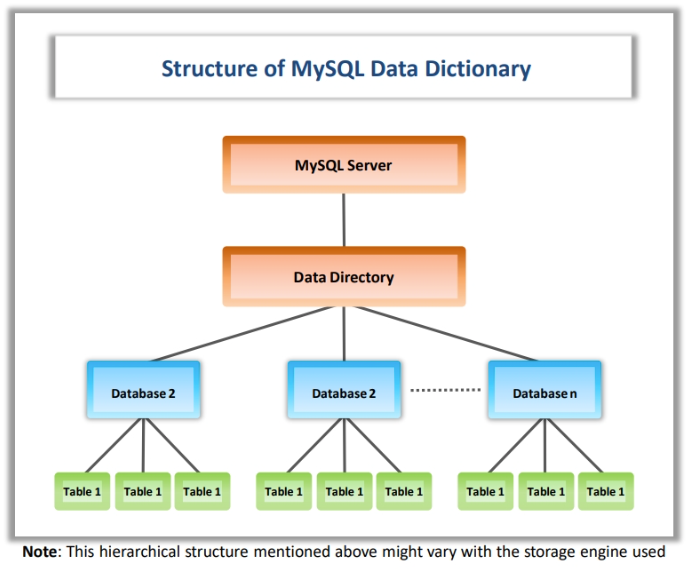 Structure of MySQL Data Dictionary
MySQL Server
Data Directory
Database 2 Database 2 Database n
Table 1 Table 1 Table 1 Table 1 Table 1 Table 1 Table 1 Table 1 Table 1
Note: This hierarchical structure mentioned above might vary with the storage engine used